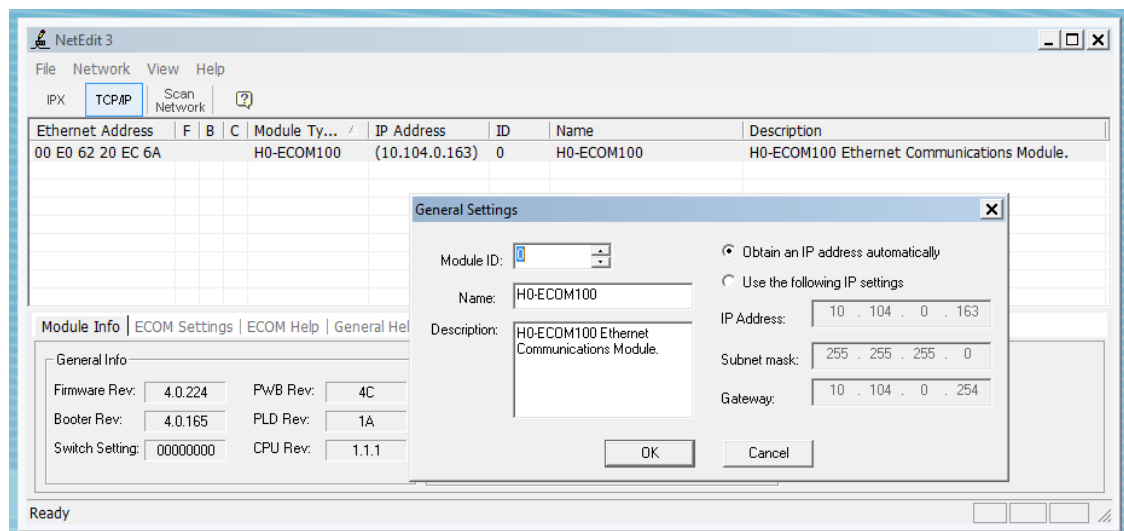 NetEdit 3
File Network View Help
IPX TCP/IP Scan Network
Ethernet Address F B C Module Ty... IP Address ID Name Description
00 E0 62 20 EC 6A H0-ECOM100 (10.104.0.163) 0 H0-ECOM100 H0-ECOM100 Ethernet Communications Module.
General Settings
Module ID: 0
Name: H0-ECOM100
Description: H0-ECOM100 Ethernet
Communications Module.
Obtain an IP address automatically
Use the following IP settings
IP Address: 10 . 104 . 0 . 163
Subnet mask: 255 . 255 . 255 . 0
Gateway: 10 . 104 . 0 . 254
OK Cancel
Module Info ECOM Settings ECOM Help General Hel
General Info
Firmware Rev: 4.0.224 PWB Rev: 4C
Booter Rev: 4.0.165 PLD Rev: 1A
Switch Setting: 00000000 CPU Rev: 1.1.1
Ready